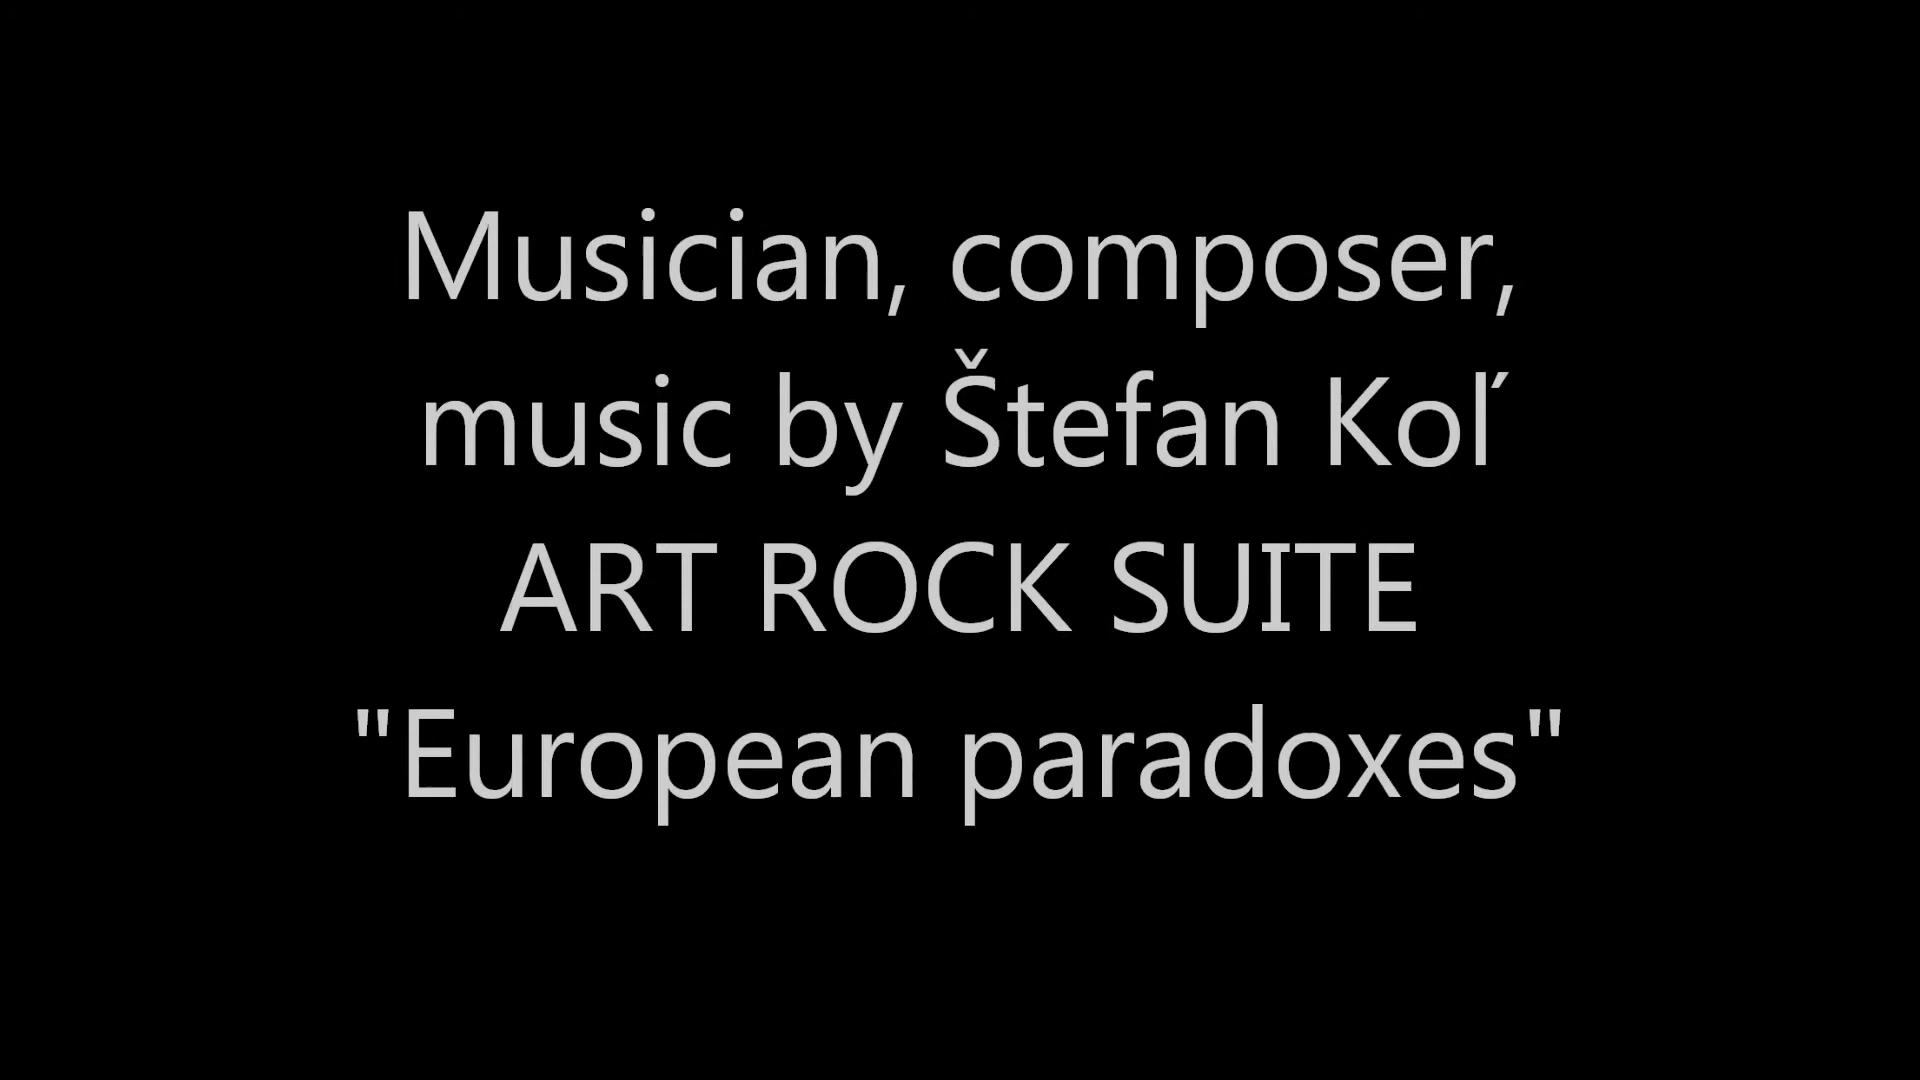 Musician, composer,
music by Štefan Koľ
ART ROCK SUITE
"European paradoxes"